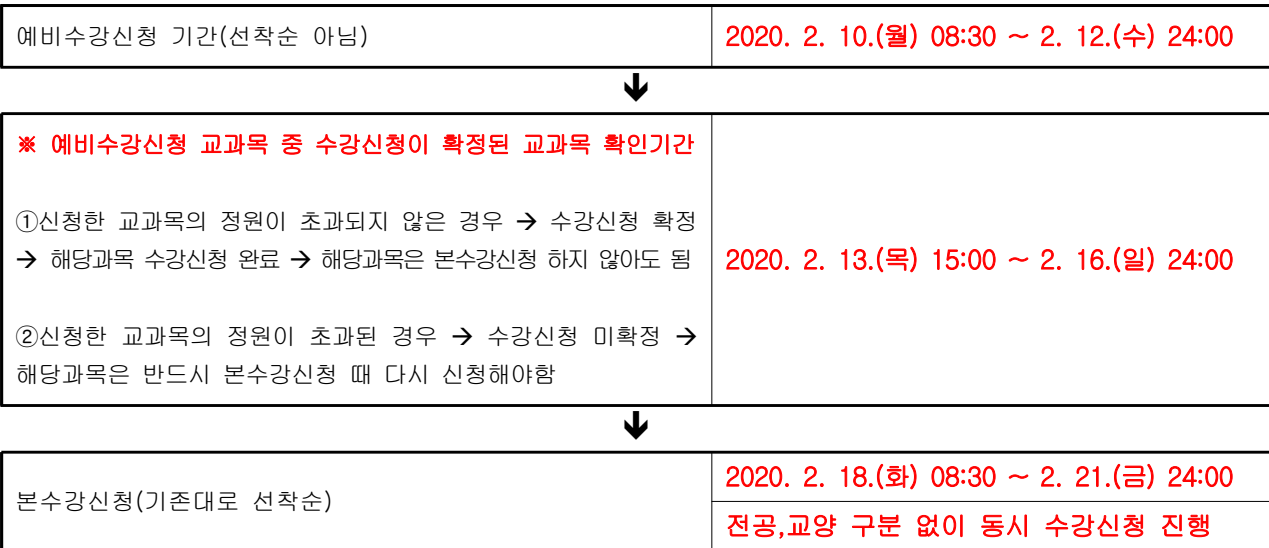 예비수강신청 기간(선착순 아님)
2020. 2. 10.(월) 08:30 ~ 2. 12.(수) 24:00
🡫
※ 예비수강신청 교과목 중 수강신청이 확정된 교과목 확인기간
①신청한 교과목의 정원이 초과되지 않은 경우 → 수강신청 확정
→ 해당과목 수강신청 완료 → 해당과목은 본수강신청 하지 않아도 됨
②신청한 교과목의 정원이 초과된 경우 → 수강신청 미확정 →
해당과목은 반드시 본수강신청 때 다시 신청해야함
2020. 2. 13.(목) 15:00 ~ 2. 16.(일) 24:00
🡫
본수강신청(기존대로 선착순)
2020. 2. 18.(화) 08:30 ~ 2. 21.(금) 24:00
전공,교양 구분 없이 동시 수강신청 진행